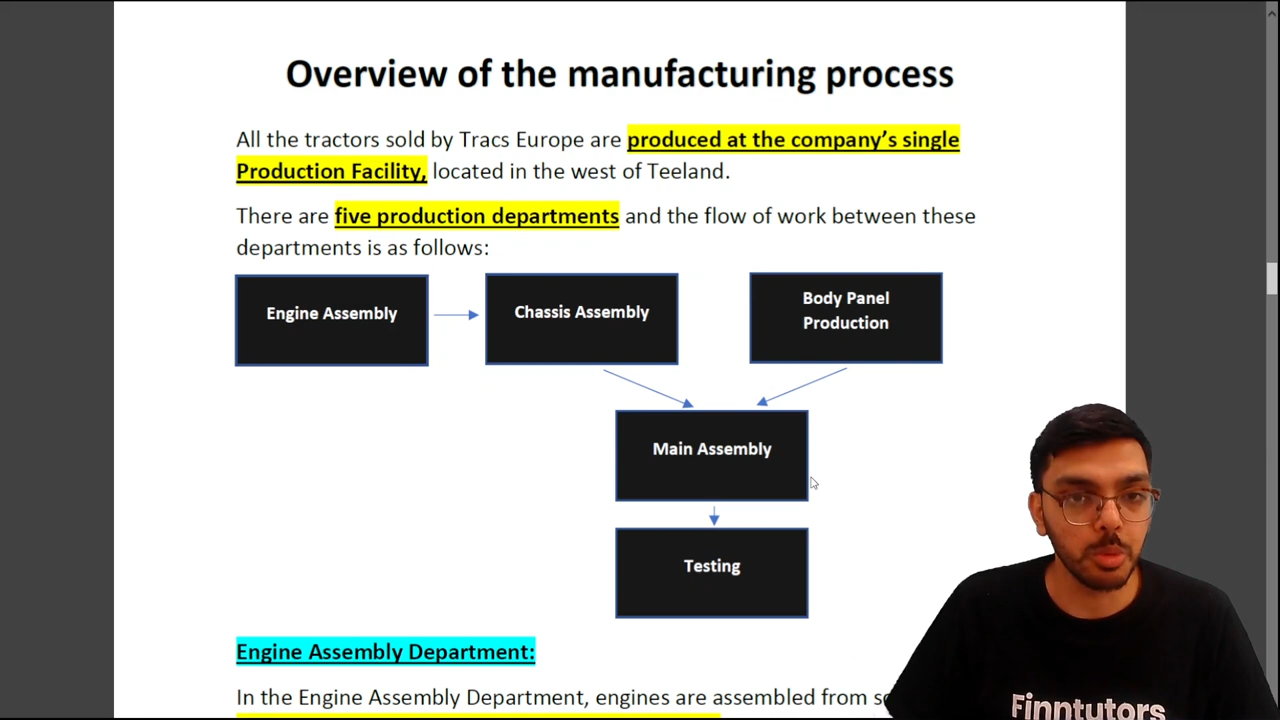 Overview of the manufacturing process
All the tractors sold by Tracs Europe are produced at the company’s single
Production Facility, located in the west of Teeland.
There are five production departments and the flow of work between these
departments is as follows:
Engine Assembly
Chassis Assembly
Body Panel
Production
Main Assembly
Testing
Engine Assembly Department:
In the Engine Assembly Department, engines are assembled from
Finntutors